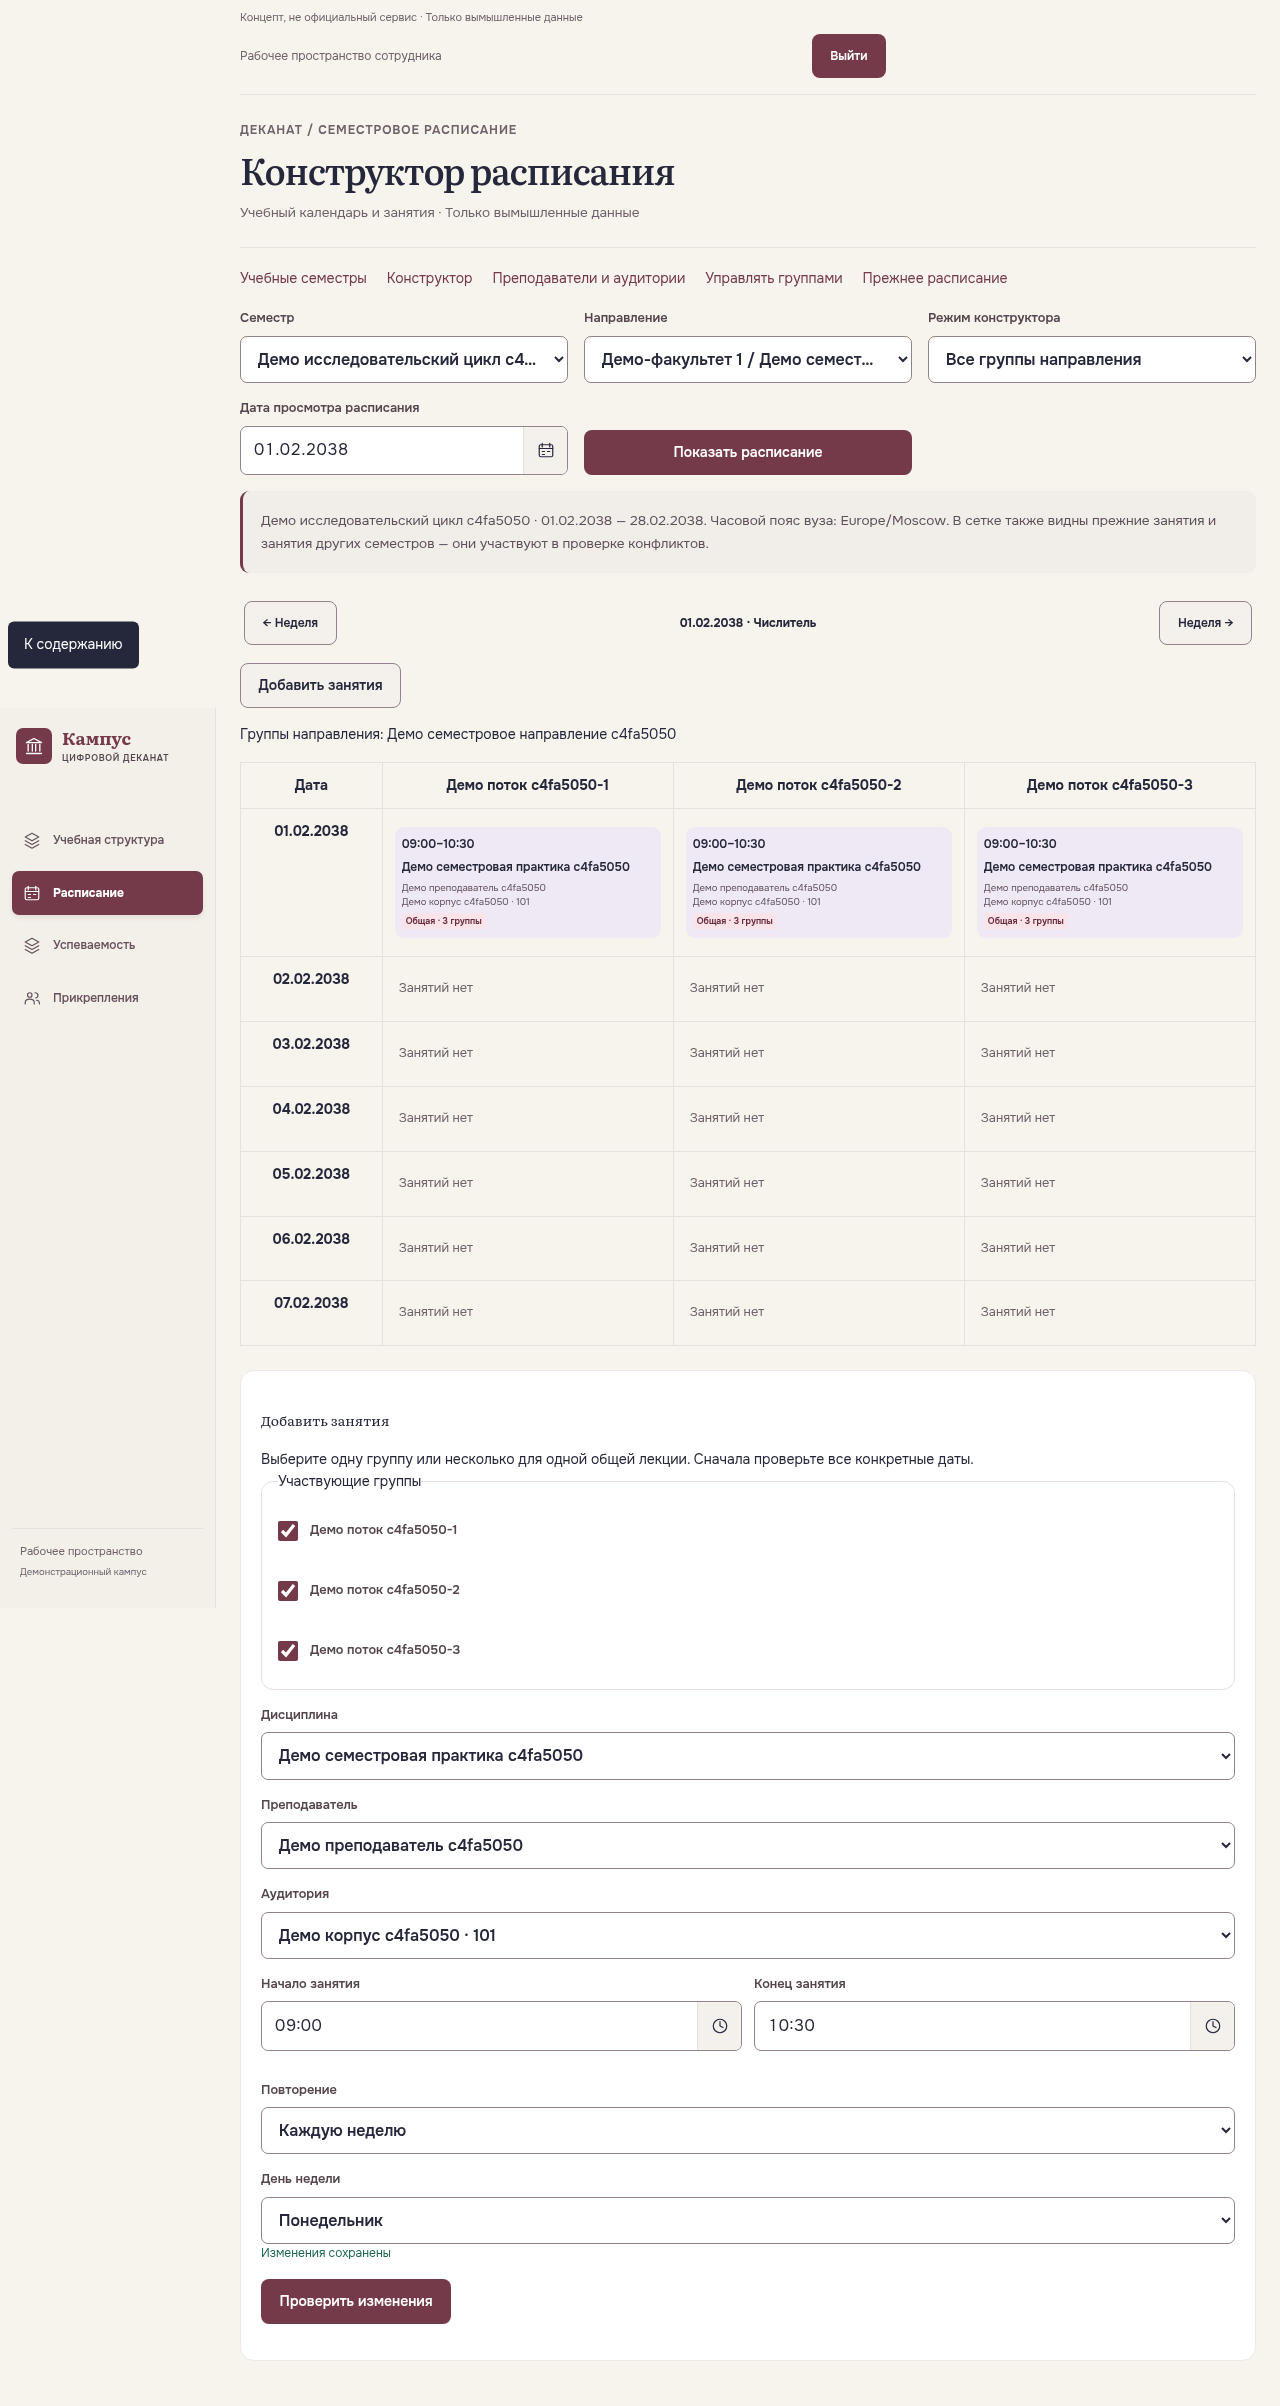 Концепт, не официальный сервис · Только вымышленные данные
Рабочее пространство сотрудника
Выйти
ДЕКАНАТ / СЕМЕСТРОВОЕ РАСПИСАНИЕ
Конструктор расписания
Учебный календарь и занятия · Только вымышленные данные
Учебные семестры Конструктор Преподаватели и аудитории Управлять группами Прежнее расписание
Семестр Направление Режим конструктора
Демо исследовательский цикл c4... Демо-факультет 1 / Демо семест... Все группы направления
Дата просмотра расписания
01.02.2038
Показать расписание
Демо исследовательский цикл c4fa5050 · 01.02.2038 — 28.02.2038. Часовой пояс вуза: Europe/Moscow. В сетке также видны прежние занятия и
занятия других семестров — они участвуют в проверке конфликтов.
← Неделя
01.02.2038 · Числитель
Неделя →
К содержанию
Добавить занятия
Кампус
ЦИФРОВОЙ ДЕКАНАТ
Учебная структура
Расписание
Успеваемость
Прикрепления
Рабочее пространство
Демонстрационный кампус
Группы направления: Демо семестровое направление c4fa5050
Дата Демо поток c4fa5050-1 Демо поток c4fa5050-2 Демо поток c4fa5050-3
01.02.2038
09:00–10:30 09:00–10:30 09:00–10:30
Демо семестровая практика c4fa5050 Демо семестровая практика c4fa5050 Демо семестровая практика c4fa5050
Демо преподаватель c4fa5050 Демо преподаватель c4fa5050 Демо преподаватель c4fa5050
Демо корпус c4fa5050 · 101 Демо корпус c4fa5050 · 101 Демо корпус c4fa5050 · 101
Общая · 3 группы Общая · 3 группы Общая · 3 группы
02.02.2038 Занятий нет Занятий нет Занятий нет
03.02.2038 Занятий нет Занятий нет Занятий нет
04.02.2038 Занятий нет Занятий нет Занятий нет
05.02.2038 Занятий нет Занятий нет Занятий нет
06.02.2038 Занятий нет Занятий нет Занятий нет
07.02.2038 Занятий нет Занятий нет Занятий нет
Добавить занятия
Выберите одну группу или несколько для одной общей лекции. Сначала проверьте все конкретные даты.
Участвующие группы
Демо поток c4fa5050-1
Демо поток c4fa5050-2
Демо поток c4fa5050-3
Дисциплина
Демо семестровая практика c4fa5050
Преподаватель
Демо преподаватель c4fa5050
Аудитория
Демо корпус c4fa5050 · 101
Начало занятия Конец занятия
09:00 10:30
Повторение
Каждую неделю
День недели
Понедельник
Изменения сохранены
Проверить изменения